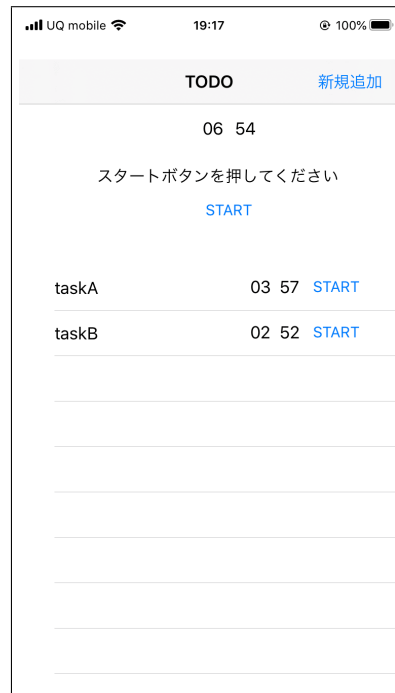 UQ mobile 19:17 100%
TODO 新規追加
06 54
スタートボタンを押してください
START
taskA 03 57 START
taskB 02 52 START